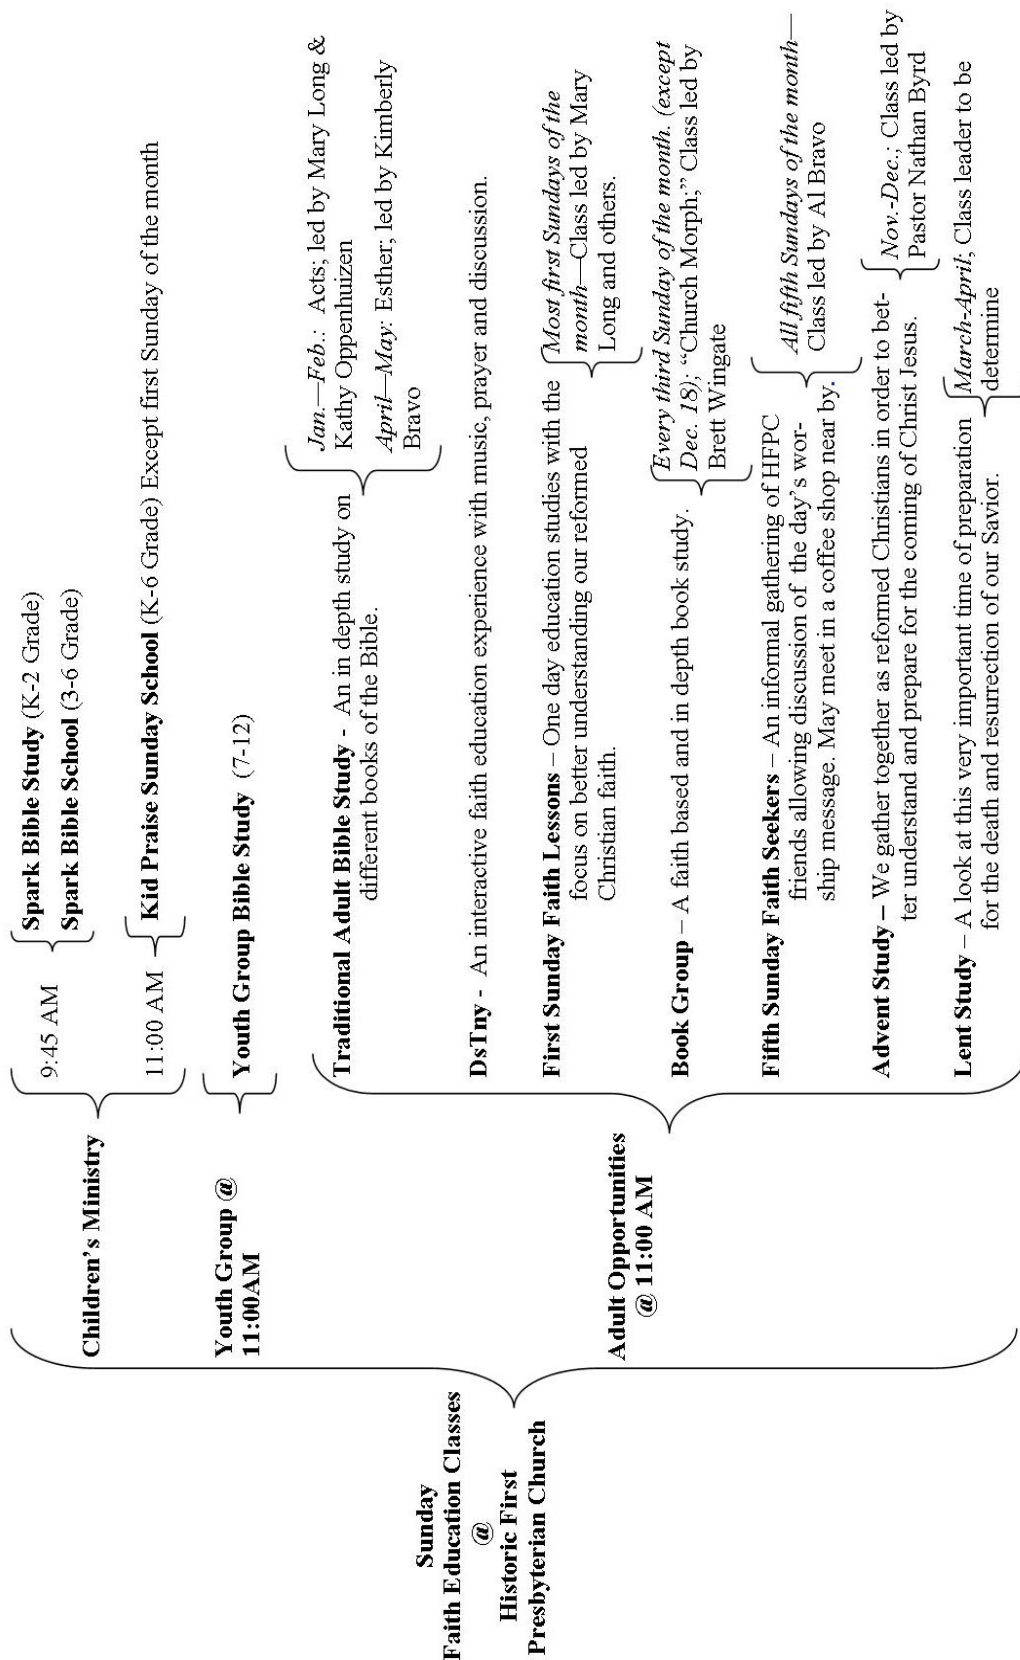 Sunday
Faith Education Classes
@
Historic First
Presbyterian Church
Children's Ministry
9:45 AM
Spark Bible Study (K-2 Grade)
Spark Bible School (3-6 Grade)
11:00 AM
Kid Praise Sunday School (K-6 Grade) Except first Sunday of the month
Youth Group @
11:00AM
Youth Group Bible Study (7-12)
Adult Opportunities
@ 11:00 AM
Traditional Adult Bible Study - An in depth study on
different books of the Bible.
Jan.—Feb.: Acts; led by Mary Long &
Kathy Oppenhuizen
April—May: Esther; led by Kimberly
Bravo
DsTny - An interactive faith education experience with music, prayer and discussion.
First Sunday Faith Lessons – One day education studies with the
focus on better understanding our reformed
Christian faith.
Most first Sundays of the
month—Class led by Mary
Long and others.
Book Group – A faith based and in depth book study.
Every third Sunday of the month. (except
Dec. 18); “Church Morph;” Class led by
Brett Wingate
Fifth Sunday Faith Seekers – An informal gathering of HFPC
friends allowing discussion of the day's wor-
ship message. May meet in a coffee shop near by.
All fifth Sundays of the month—
Class led by Al Bravo
Advent Study – We gather together as reformed Christians in order to bet-
ter understand and prepare for the coming of Christ Jesus.
Nov.-Dec.; Class led by
Pastor Nathan Byrd
Lent Study – A look at this very important time of preparation
for the death and resurrection of our Savior.
March-April; Class leader to be
determine